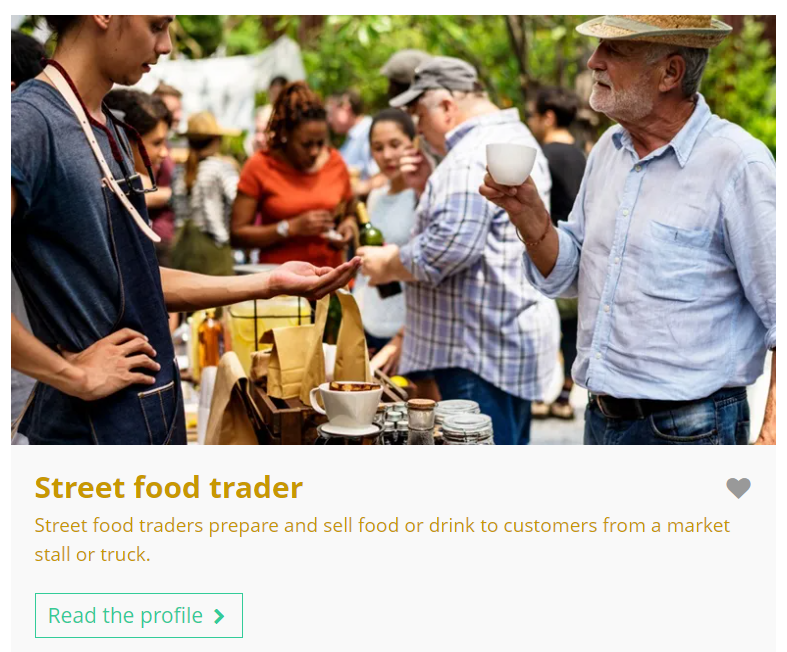 Street food trader
Street food traders prepare and sell food or drink to customers from a market
stall or truck.
Read the profile